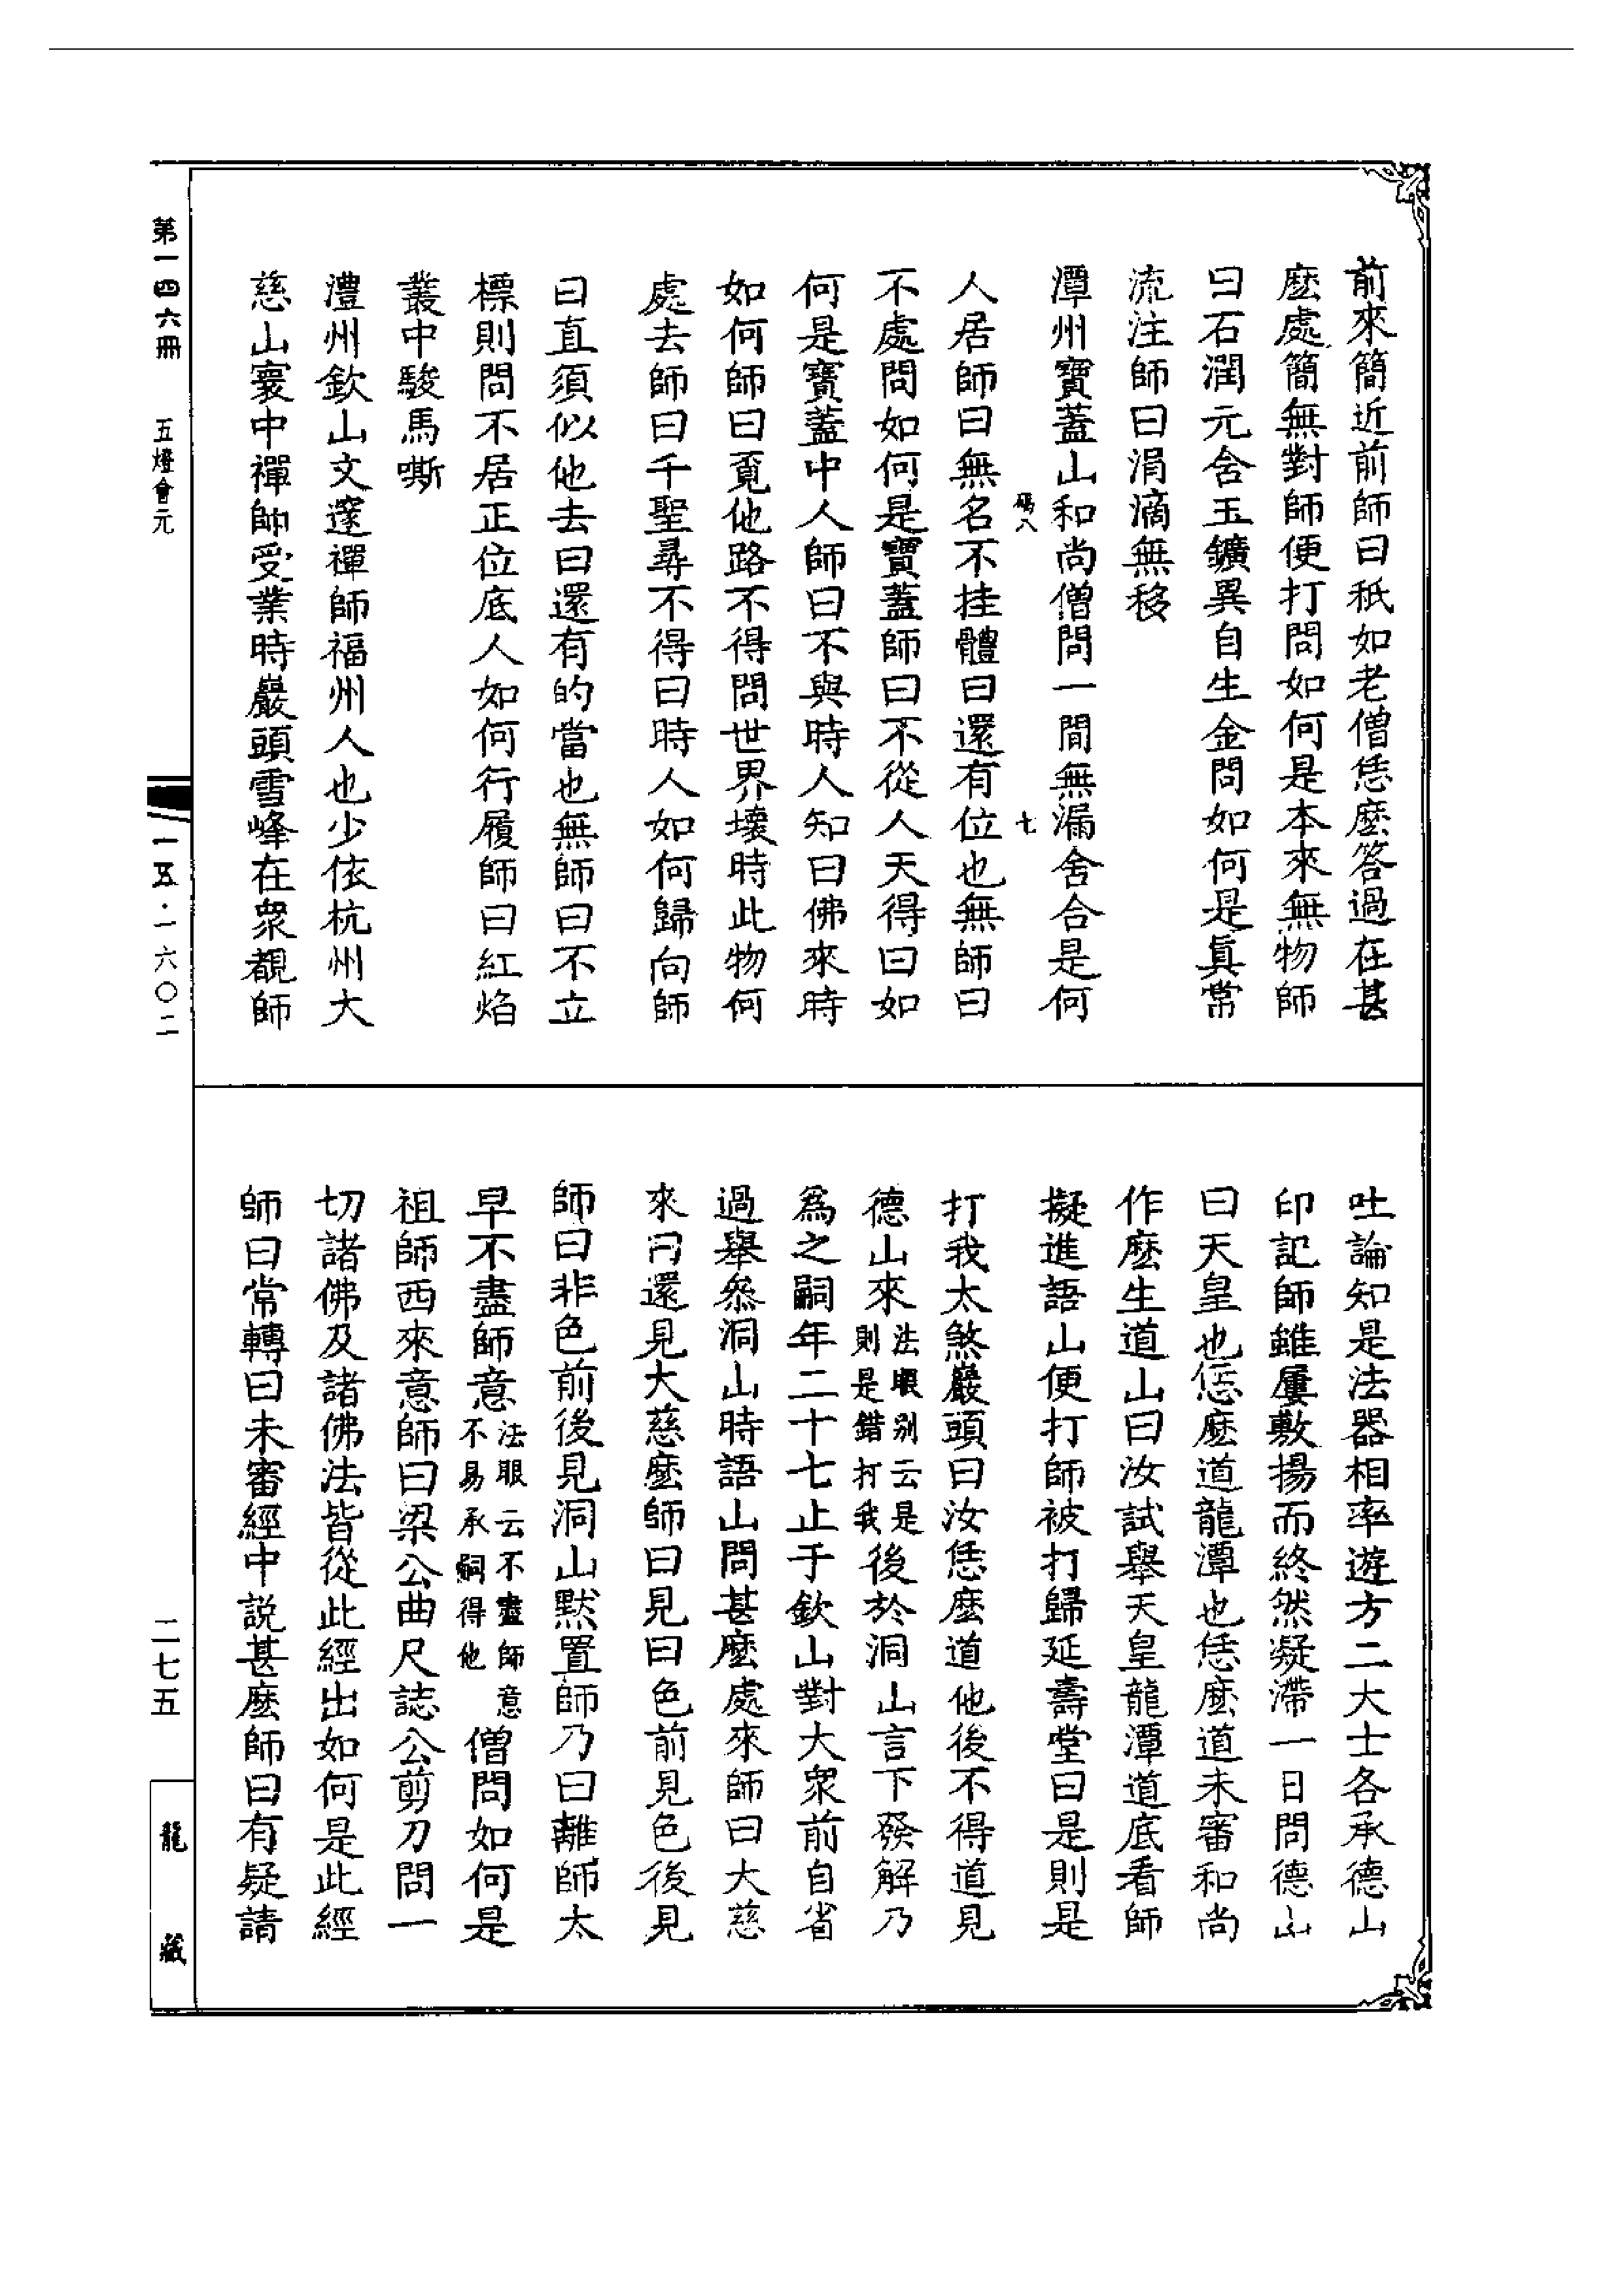 前來簡近前師曰秖如老僧恁麽答過在甚
麽處簡無對師便打問如何是本來無物師
曰石潤元含玉鑛異自生金問如何是眞常
流注師曰涓滴無移
潭州寶蓋山和尚僧問一間無漏舍合是何
八
七
人居師曰無名不挂體曰還有位也無師曰
不處問如何是寶蓋師曰不從人天得曰如
何是寶蓋中人師曰不與時人知曰佛來時
如何師曰覓他路不得問世界壞時此物何
處去師曰千聖尋不得曰時人如何歸向師
曰直須似他去曰還有的當也無師曰不立
標則問不居正位底人如何行履師曰紅焰
叢中駿馬嘶
澧州欽山文邃禪師福州人也少依杭州大
慈山寰中禪師受業時巖頭雪峰在衆覩師
吐論知是法器相率遊方二大士各承德山
印記師雖屢敷揚而終然凝滯一日問德山
曰天皇也恁麽道龍潭也恁麽道未審和尚
作麽生道山曰汝試舉天皇龍潭道底看師
擬進語山便打師被打歸延壽堂曰是則是
打我太煞巖頭曰汝恁麽道他後不得道見
德山來法眼別云是則是錯打我後於洞山言下發解乃
爲之嗣年二十七止于欽山對大衆前自省
過舉叅洞山時語山問甚麽處來師曰大慈
來曰還見大慈麽師曰見曰色前見色後見
師曰非色前後見洞山黙置師乃曰離師太
早不盡師意法眼云不盡師意不易承嗣得他僧問如何是
祖師西來意師曰梁公曲尺誌公剪刀問一
切諸佛及諸佛法皆從此經出如何是此經
師曰常轉曰未審經中説甚麽師曰有疑請
第一四六冊 五燈會元
一五·一六〇二
二七五
龍藏